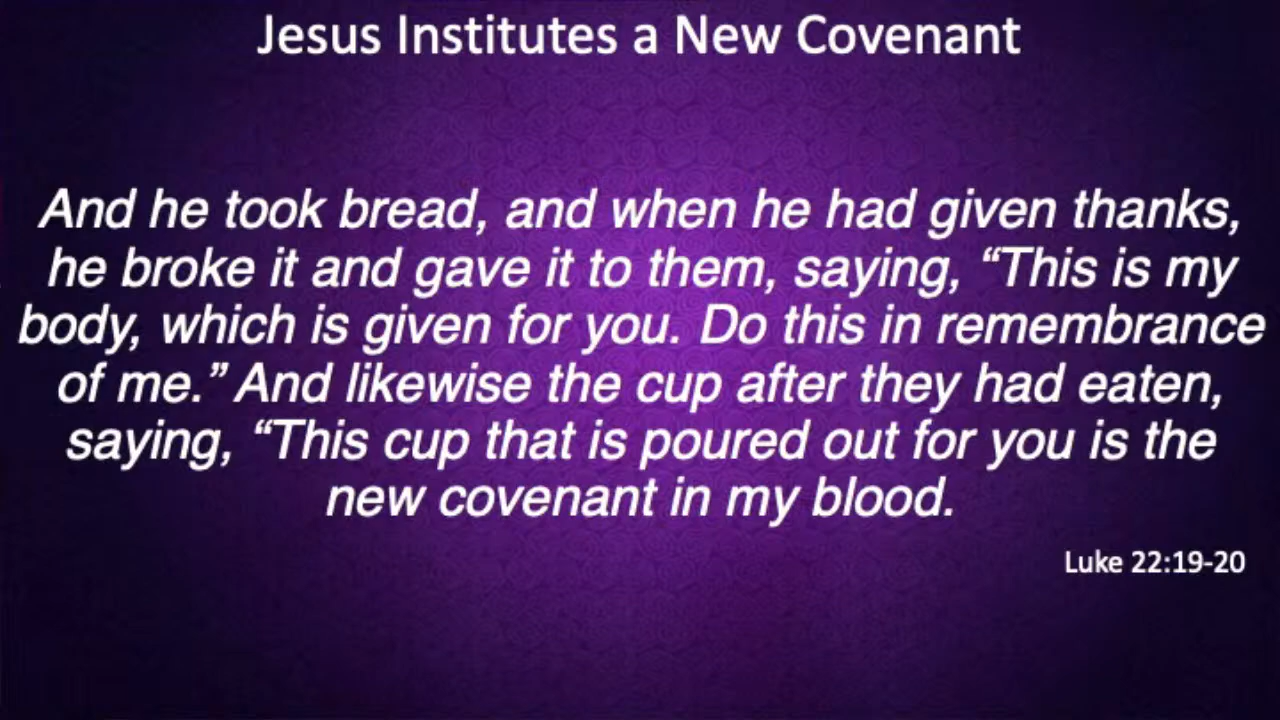 Jesus Institutes a New Covenant
And he took bread, and when he had given thanks,
he broke it and gave it to them, saying, “This is my
body, which is given for you. Do this in remembrance
of me.” And likewise the cup after they had eaten,
saying, “This cup that is poured out for you is the
new covenant in my blood.
Luke 22:19-20